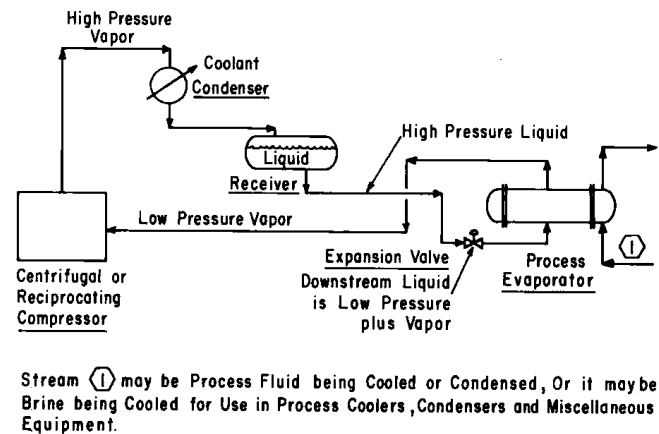 High Pressure
Vapor
Coolant
Condenser
High Pressure Liquid
Liquid
Receiver
Low Pressure Vapor
Expansion Valve
Downstream Liquid
is Low Pressure
plus Vapor
Process
Evaporator
1
Centrifugal or
Reciprocating
Compressor
Stream 1 may be Process Fluid being Cooled or Condensed, Or it may be
Brine being Cooled for Use in Process Coolers, Condensers and Miscellaneous
Equipment.